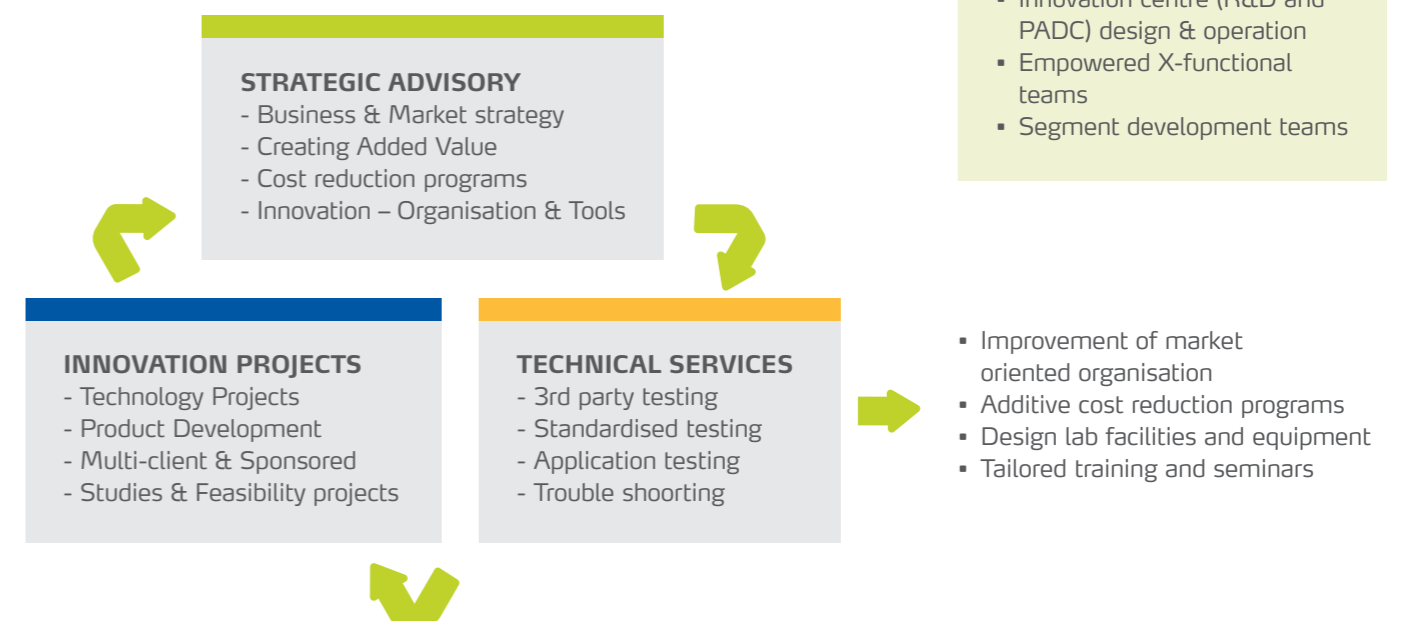 STRATEGIC ADVISORY
- Business & Market strategy
- Creating Added Value
- Cost reduction programs
- Innovation – Organisation & Tools
INNOVATION PROJECTS
- Technology Projects
- Product Development
- Multi-client & Sponsored
- Studies & Feasibility projects
TECHNICAL SERVICES
- 3rd party testing
- Standardised testing
- Application testing
- Trouble shoorting
▪ Innovation centre (R&D and
PADC) design & operation
▪ Empowered X-functional
teams
▪ Segment development teams
▪ Improvement of market
oriented organisation
▪ Additive cost reduction programs
▪ Design lab facilities and equipment
▪ Tailored training and seminars